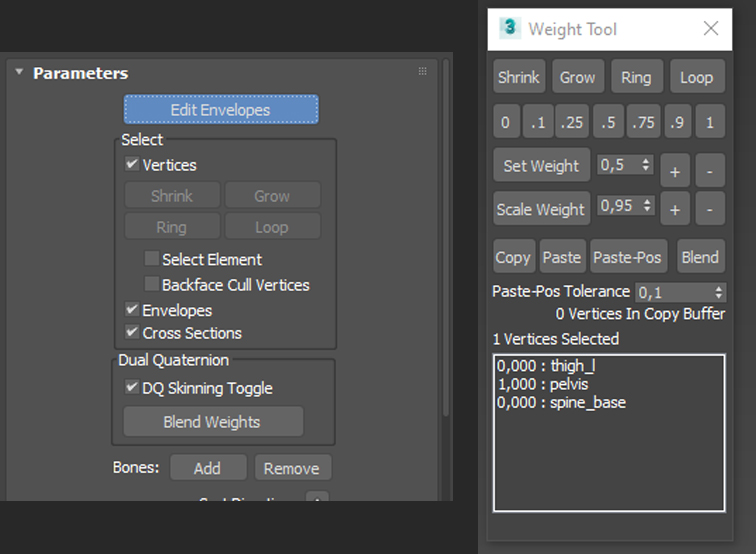 Parameters
Edit Envelopes
Select
Vertices
Shrink Grow
Ring Loop
Select Element
Backface Cull Vertices
Envelopes
Cross Sections
Dual Quaternion
DQ Skinning Toggle
Blend Weights
Bones: Add Remove
3 Weight Tool
Shrink Grow Ring Loop
0 .1 .25 .5 .75 .9 1
Set Weight 0,5 + -
Scale Weight 0,95 + -
Copy Paste Paste-Pos Blend
Paste-Pos Tolerance 0,1
0 Vertices In Copy Buffer
1 Vertices Selected
0,000 : thigh_l
1,000 : pelvis
0,000 : spine_base